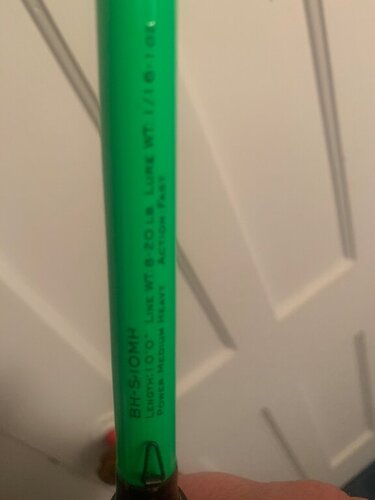 BH-S-10MH
LENGTH: 10'0" LINE WT 8-20 LB LURE WT: 1/16-1 OZ
POWER: MEDIUM HEAVY ACTION FAST